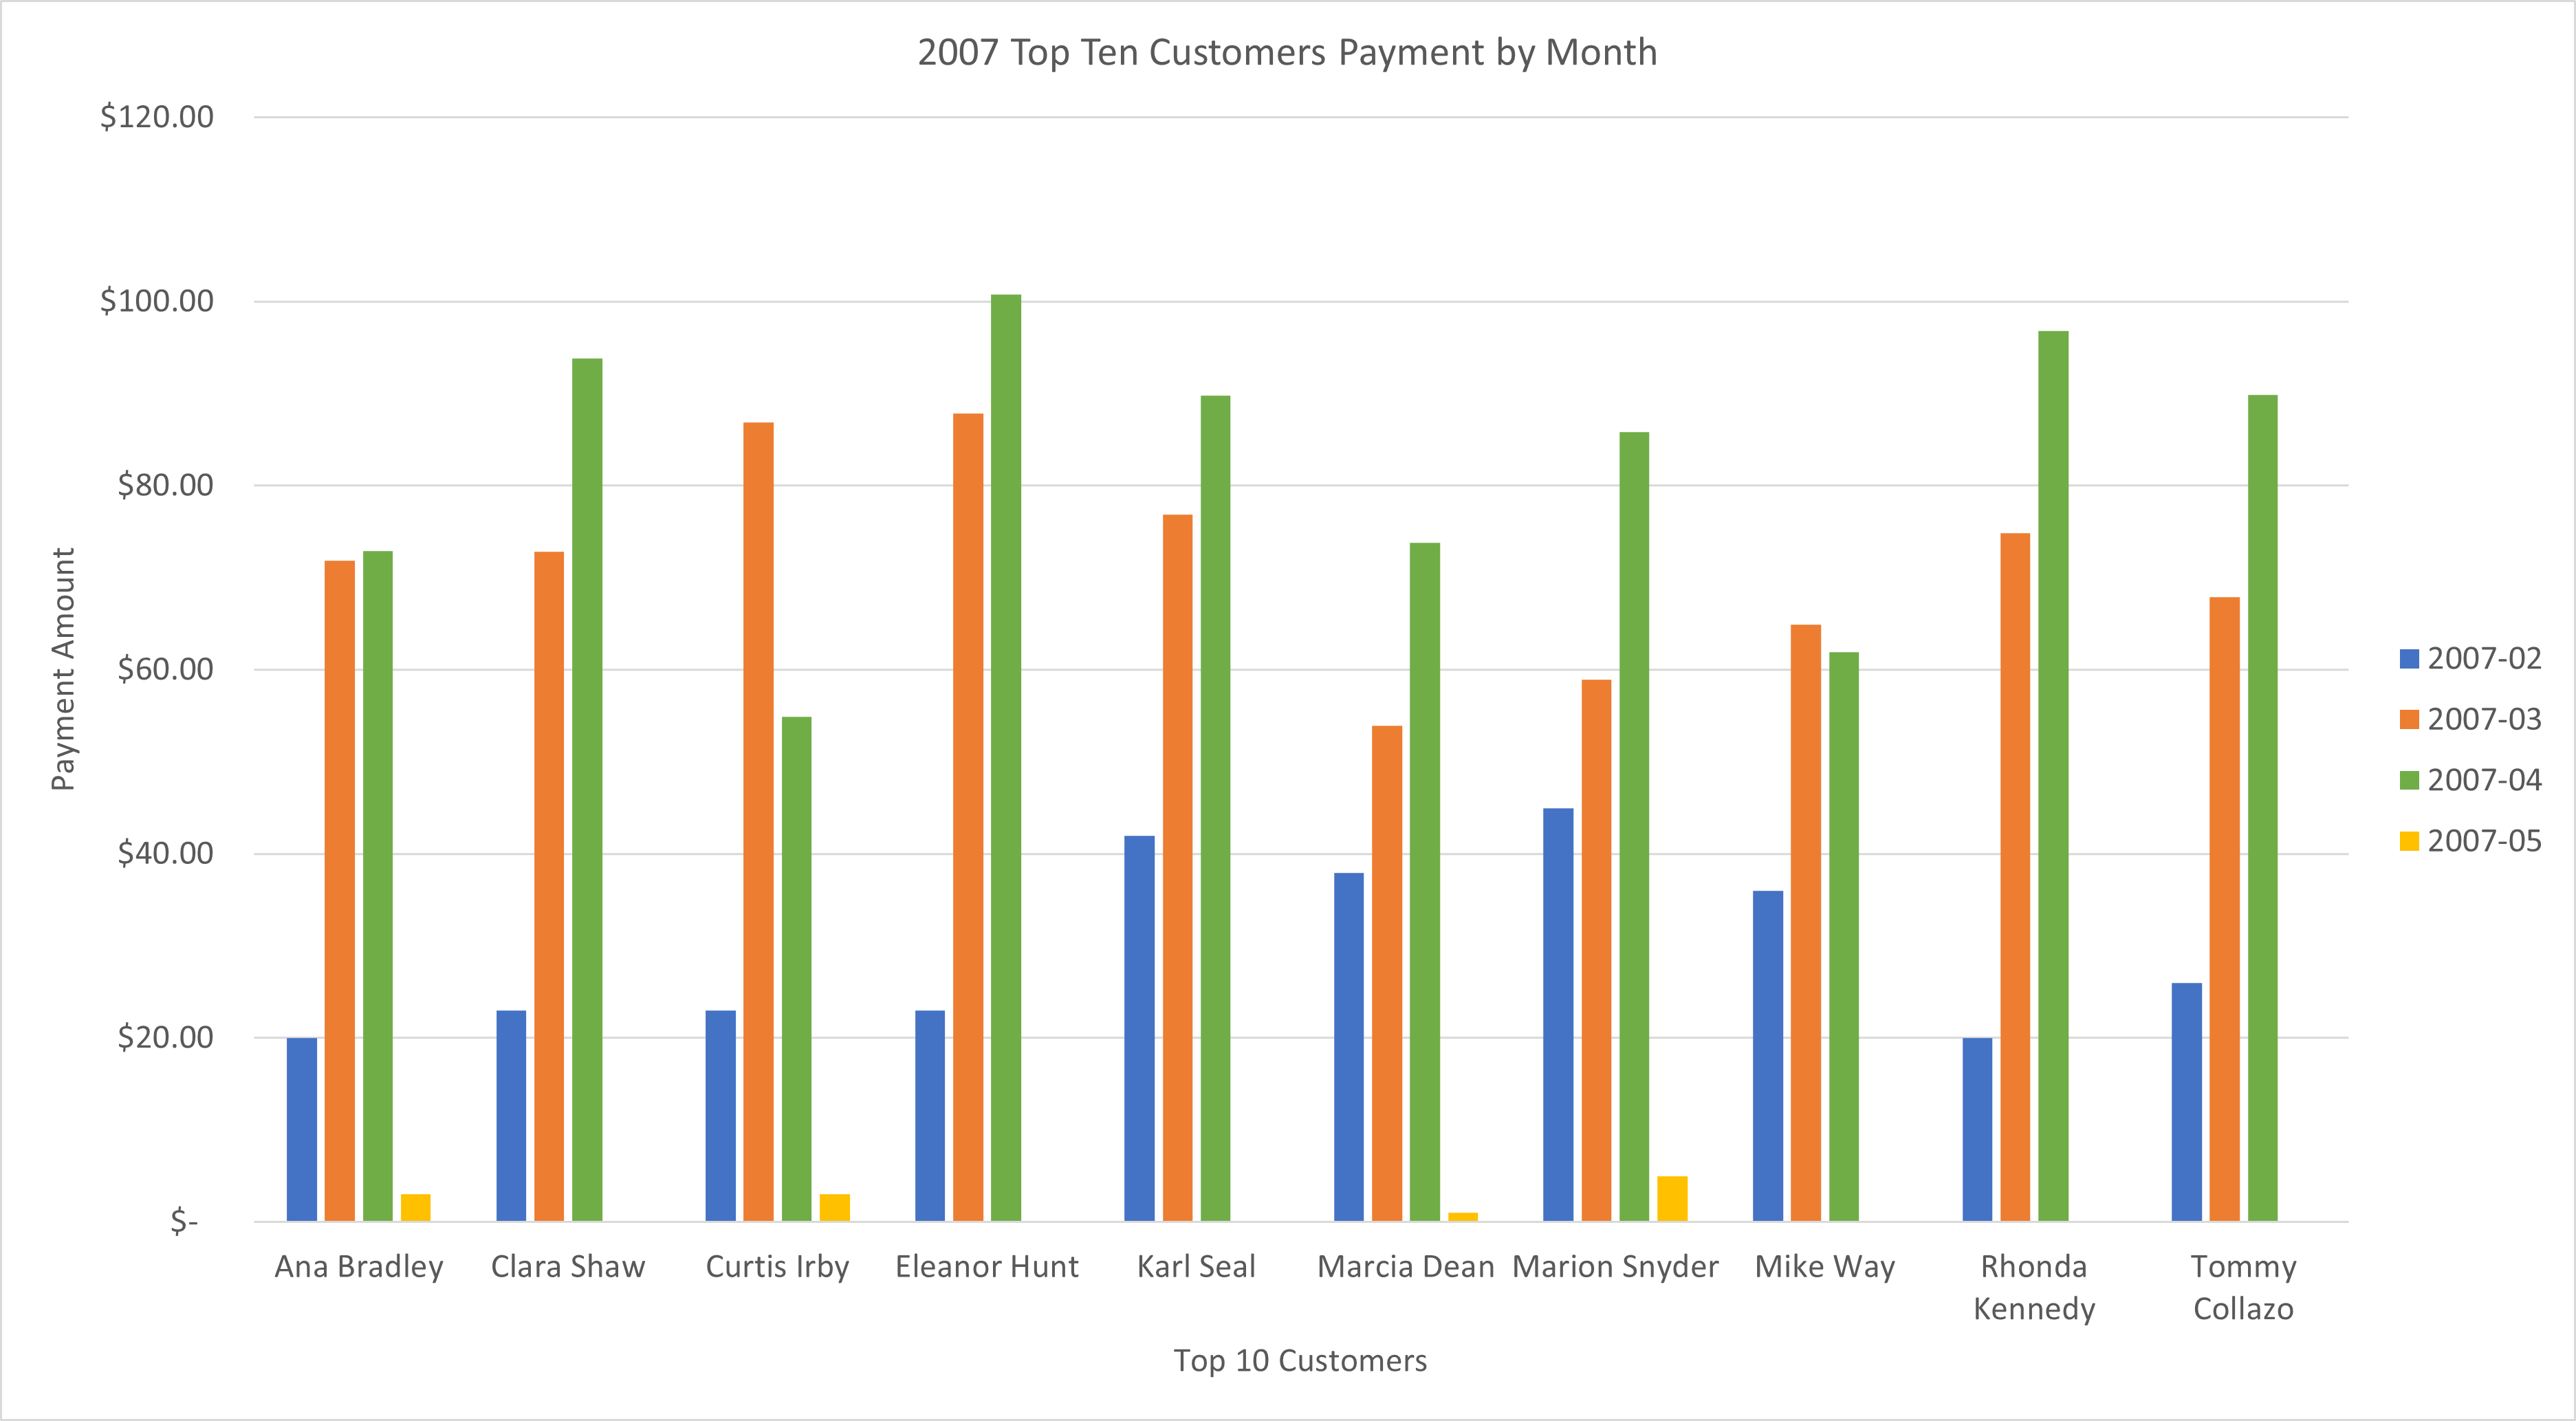 2007 Top Ten Customers Payment by Month
$120.00
$100.00
$80.00
$60.00
$40.00
$20.00
$-
Payment Amount
Ana Bradley
Clara Shaw
Curtis Irby
Eleanor Hunt
Karl Seal
Marcia Dean
Marion Snyder
Mike Way
Rhonda
Kennedy
Tommy
Collazo
Top 10 Customers
2007-02
2007-03
2007-04
2007-05